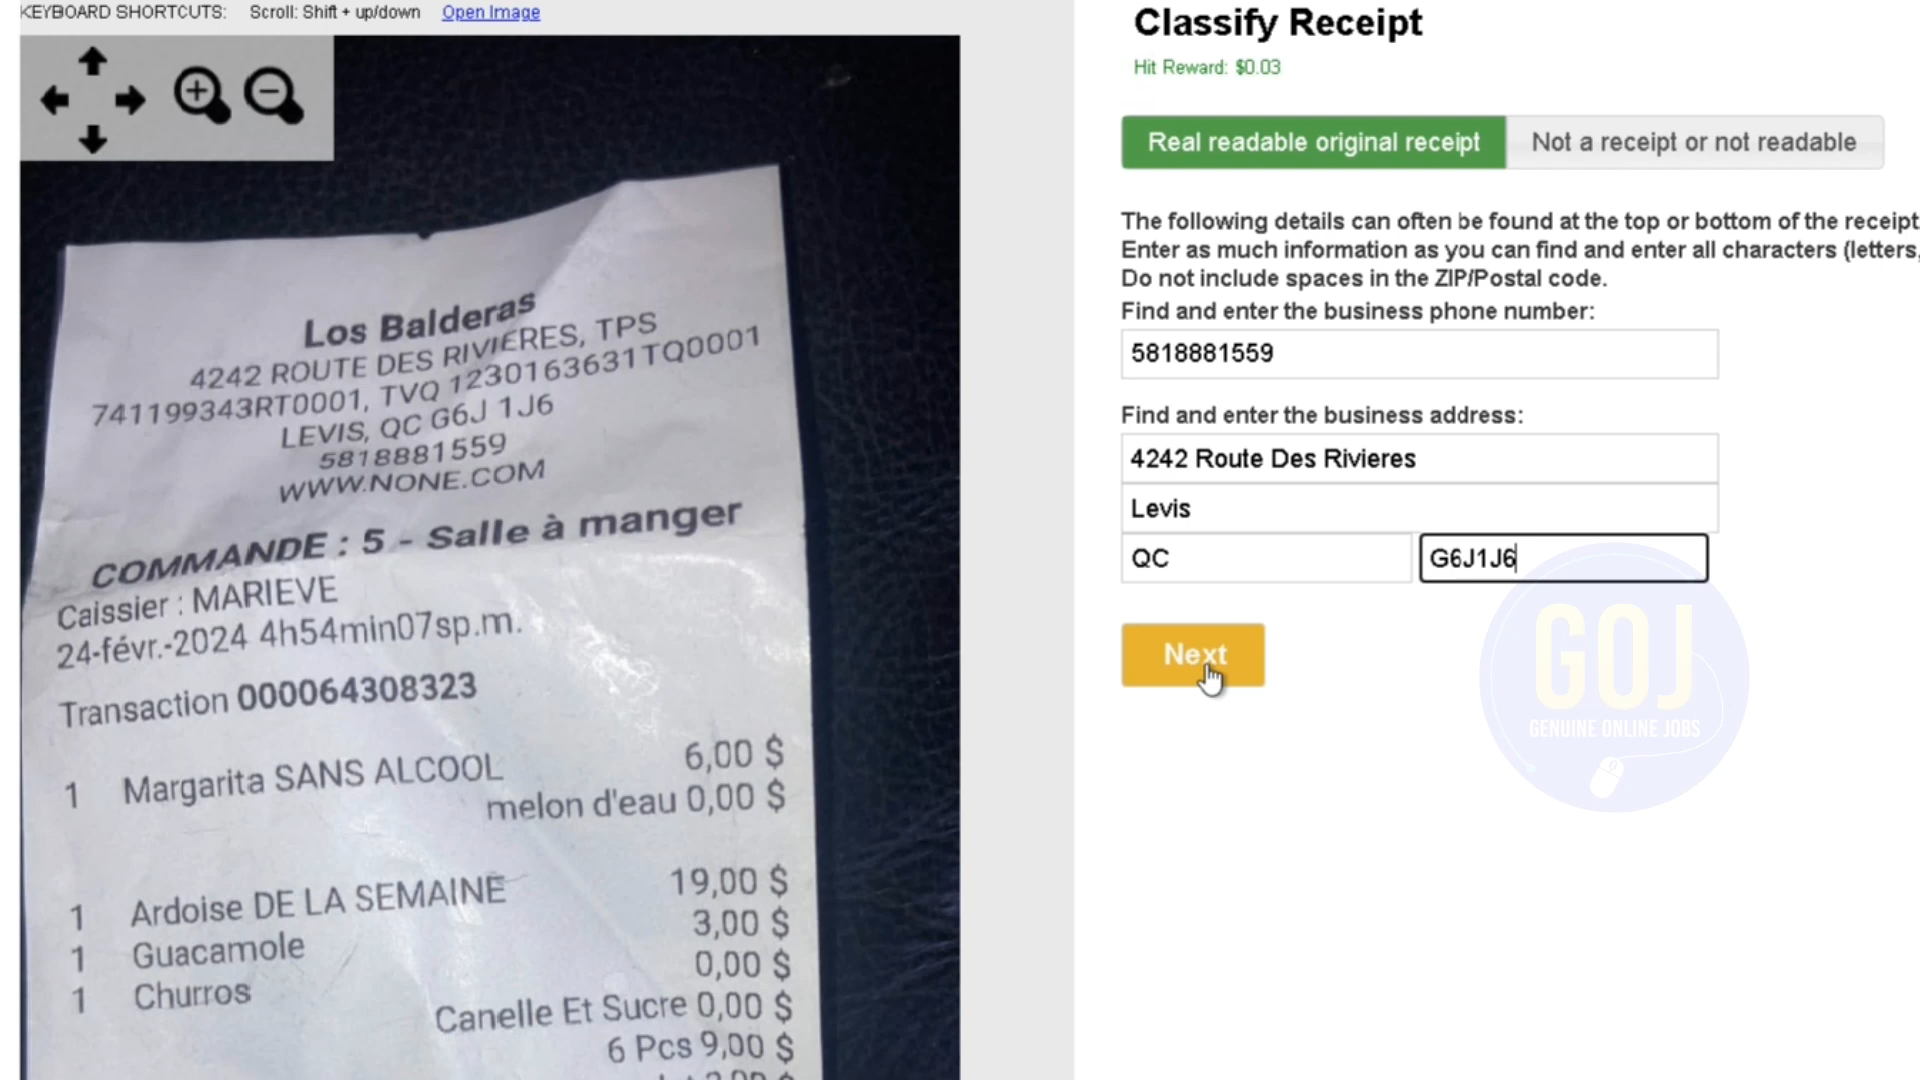 KEYBOARD SHORTCUTS: Scroll: Shift + up/down Open Image
Los Balderas
4242 ROUTE DES RIVIERES, TPS
741199343RT0001, TVQ 1230163631TQ0001
LEVIS, QC G6J 1J6
5818881559
WWW.NONE.COM
COMMANDE : 5 - Salle à manger
Caissier : MARIEVE
24-févr.-2024 4h54min07sp.m.
Transaction 000064308323
1 Margarita SANS ALCOOL 6,00 $
melon d'eau 0,00 $
1 Ardoise DE LA SEMAINE 19,00 $
1 Guacamole 3,00 $
1 Churros 0,00 $
Canelle Et Sucre 0,00 $
6 Pcs 9,00 $
Classify Receipt
Hit Reward: $0.03
Real readable original receipt
Not a receipt or not readable
The following details can often be found at the top or bottom of the receipt
Enter as much information as you can find and enter all characters (letters,
Do not include spaces in the ZIP/Postal code.
Find and enter the business phone number:
5818881559
Find and enter the business address:
4242 Route Des Rivieres
Levis
QC
G6J1J6
Next
GOJ
GENUINE ONLINE JOBS